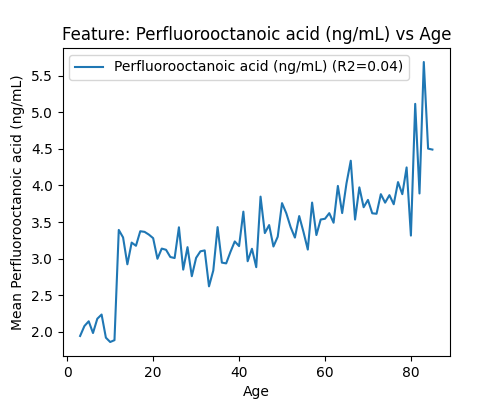 Feature: Perfluorooctanoic acid (ng/mL) vs Age
Perfluorooctanoic acid (ng/mL) (R2=0.04)
Mean Perfluorooctanoic acid (ng/mL)
5.5
5.0
4.5
4.0
3.5
3.0
2.5
2.0
0 20 40 60 80
Age